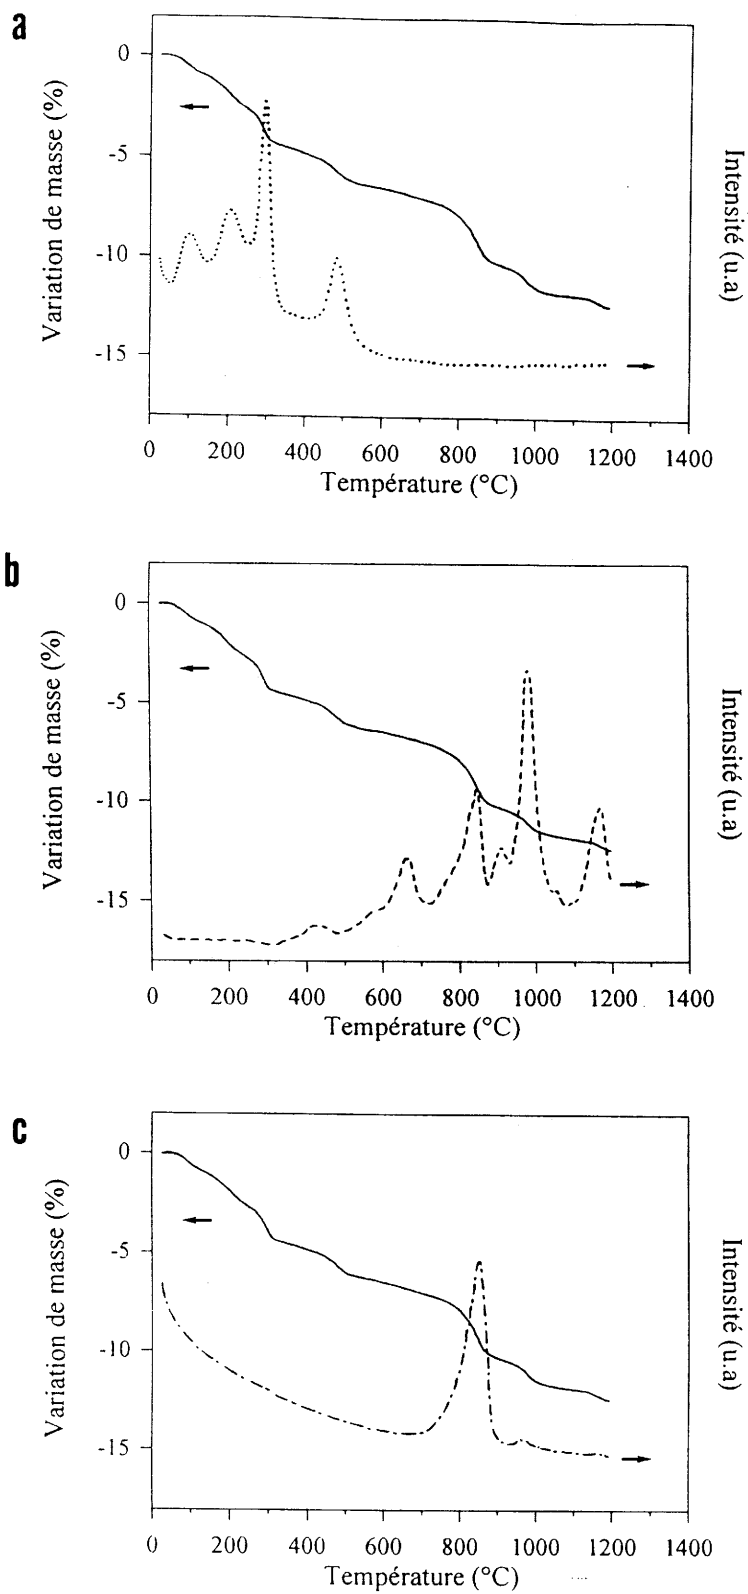 a
Variation de masse (%)
0
-5
-10
-15
Intensité (u.a)
0 200 400 600 800 1000 1200 1400
Température (°C)
b
Variation de masse (%)
0
-5
-10
-15
Intensité (u.a)
0 200 400 600 800 1000 1200 1400
Température (°C)
c
Variation de masse (%)
0
-5
-10
-15
Intensité (u.a)
0 200 400 600 800 1000 1200 1400
Température (°C)